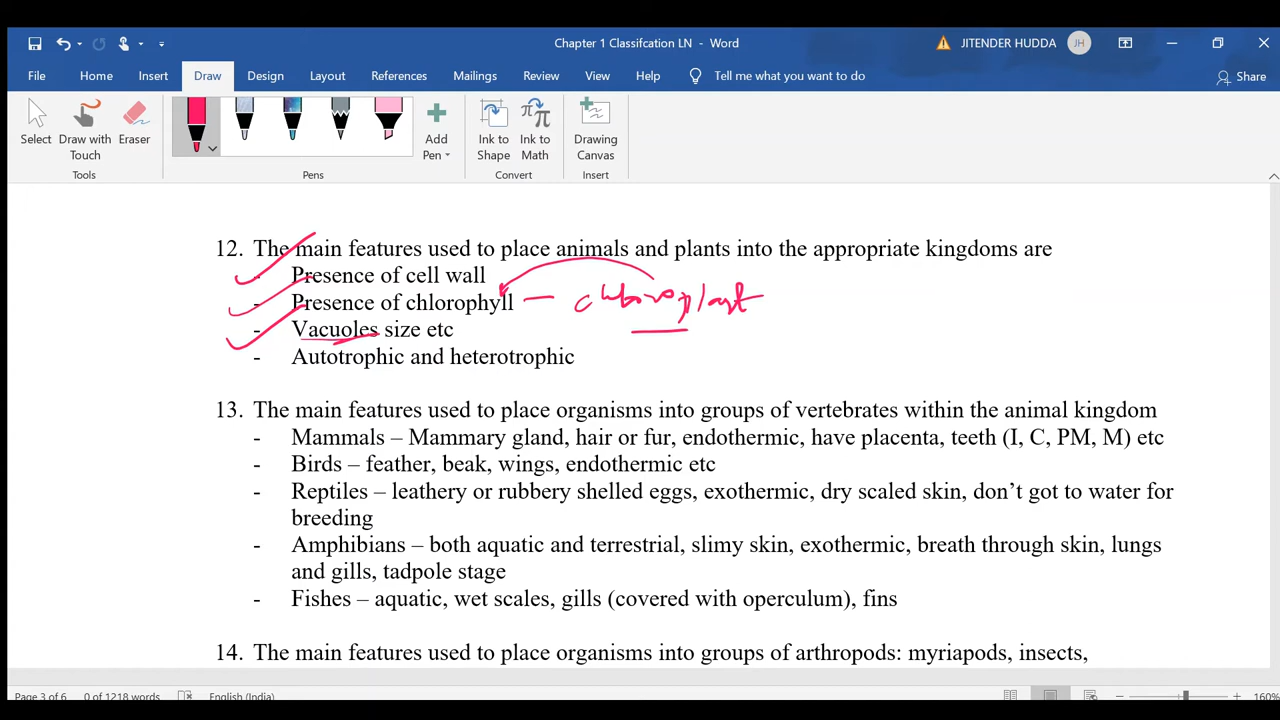 Chapter 1 Classifcation LN - Word
JITENDER HUDDA
JH
File Home Insert Draw Design Layout References Mailings Review View Help Tell me what you want to do
Share
Select
Draw with Touch
Eraser
Add Pen
Ink to Shape
Ink to Math
Drawing Canvas
Tools
Pens
Convert
Insert
12. The main features used to place animals and plants into the appropriate kingdoms are
- Presence of cell wall
- Presence of chlorophyll — chloroplast
- Vacuoles size etc
- Autotrophic and heterotrophic
13. The main features used to place organisms into groups of vertebrates within the animal kingdom
- Mammals – Mammary gland, hair or fur, endothermic, have placenta, teeth (I, C, PM, M) etc
- Birds – feather, beak, wings, endothermic etc
- Reptiles – leathery or rubbery shelled eggs, exothermic, dry scaled skin, don't got to water for
breeding
- Amphibians – both aquatic and terrestrial, slimy skin, exothermic, breath through skin, lungs
and gills, tadpole stage
- Fishes – aquatic, wet scales, gills (covered with operculum), fins
14. The main features used to place organisms into groups of arthropods: myriapods, insects,
Page 3 of 6 0 of 1218 words English (India) 160%